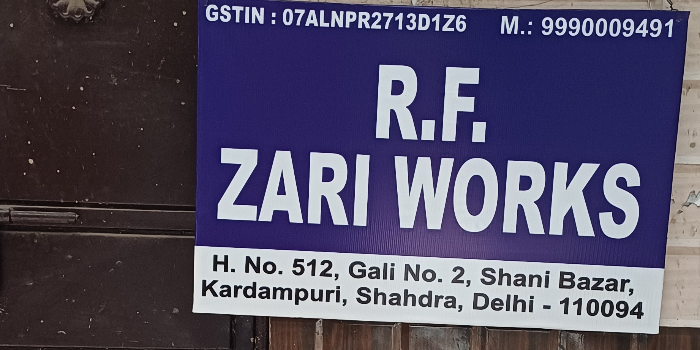 GSTIN : 07ALNPR2713D1Z6 M.: 9990009491
R.F.
ZARI WORKS
H. No. 512, Gali No. 2, Shani Bazar,
Kardampuri, Shahdra, Delhi - 110094